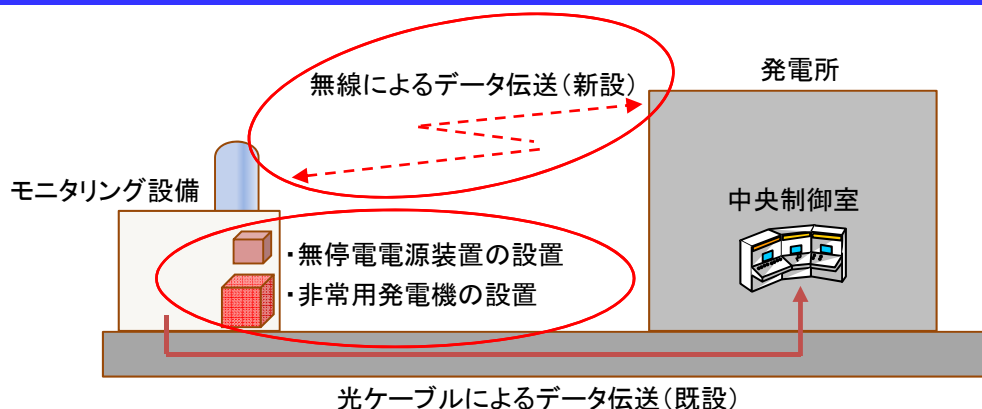 無線によるデータ伝送（新設）
発電所
モニタリング設備
中央制御室
・無停電電源装置の設置
・非常用発電機の設置
光ケーブルによるデータ伝送（既設）